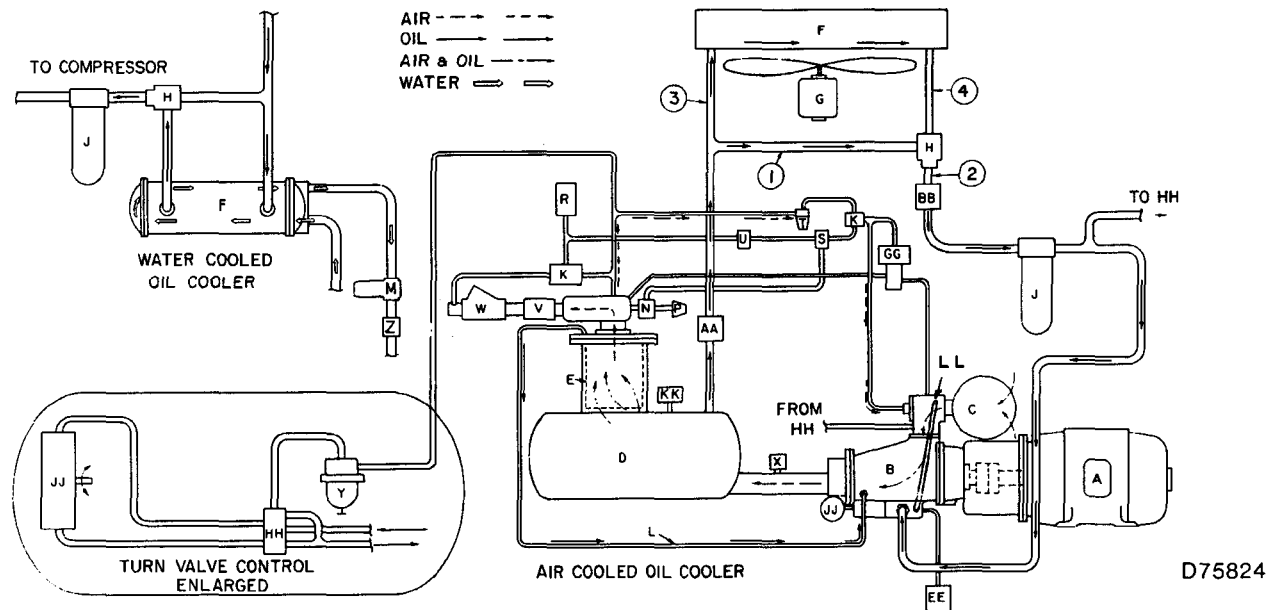 AIR
OIL
AIR & OIL
WATER
TO COMPRESSOR
H
J
F
WATER COOLED
OIL COOLER
M
Z
F
G
3
4
1
H
2
BB
TO HH
J
R
T
K
U
S
K
GG
W
V
N
P
AA
E
KK
D
LL
C
FROM
HH
X
B
A
JJ
L
EE
AIR COOLED OIL COOLER
JJ
Y
HH
TURN VALVE CONTROL
ENLARGED
D75824